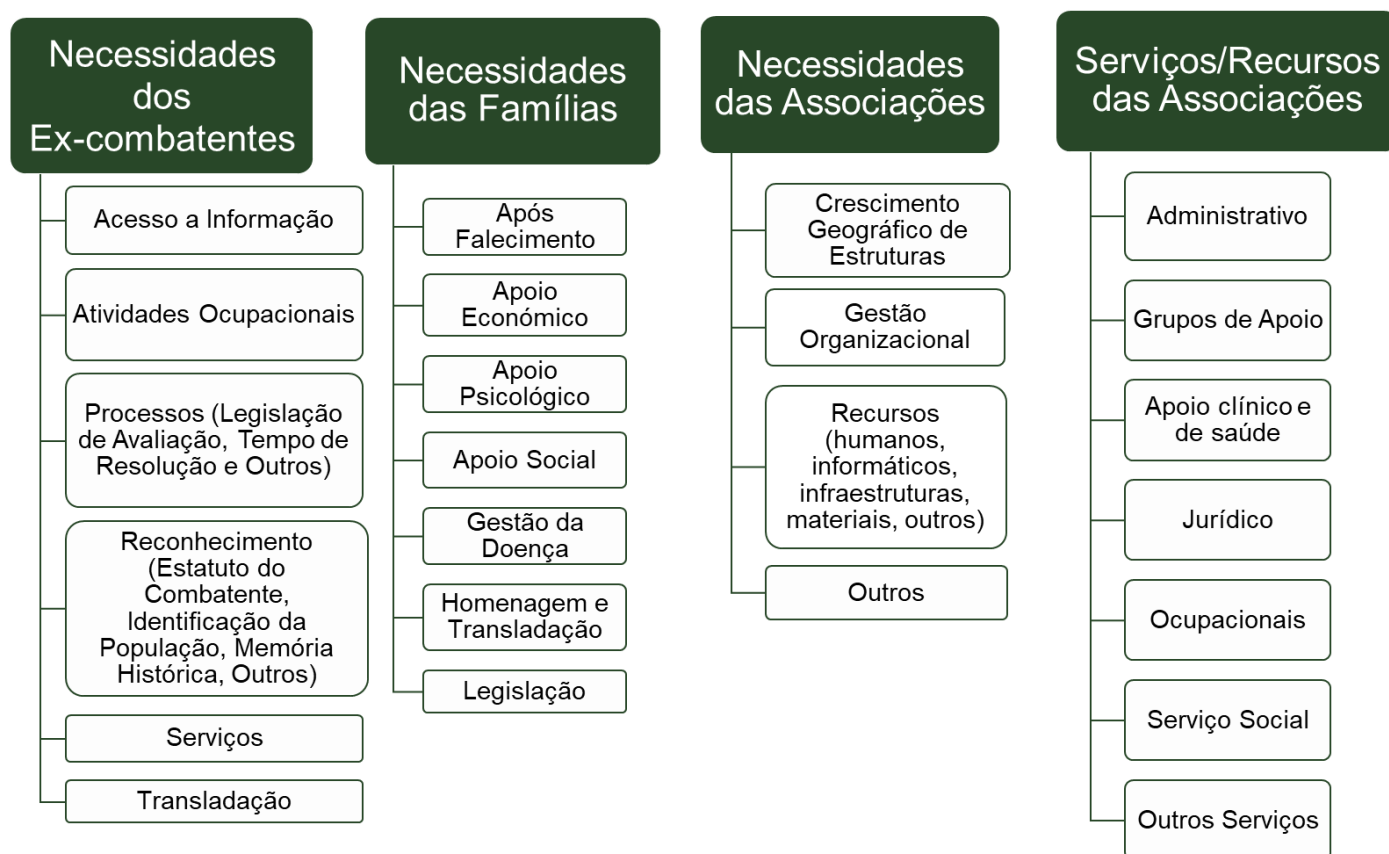 Necessidades
dos
Ex-combatentes
Acesso a Informação
Atividades Ocupacionais
Processos (Legislação
de Avaliação, Tempo de
Resolução e Outros)
Reconhecimento
(Estatuto do
Combatente,
Identificação da
População, Memória
Histórica, Outros)
Serviços
Transladação
Necessidades
das Famílias
Após
Falecimento
Apoio
Económico
Apoio
Psicológico
Apoio Social
Gestão da
Doença
Homenagem e
Transladação
Legislação
Necessidades
das Associações
Crescimento
Geográfico de
Estruturas
Gestão
Organizacional
Recursos
(humanos,
informáticos,
infraestruturas,
materiais, outros)
Outros
Serviços/Recursos
das Associações
Administrativo
Grupos de Apoio
Apoio clínico e
de saúde
Jurídico
Ocupacionais
Serviço Social
Outros Serviços